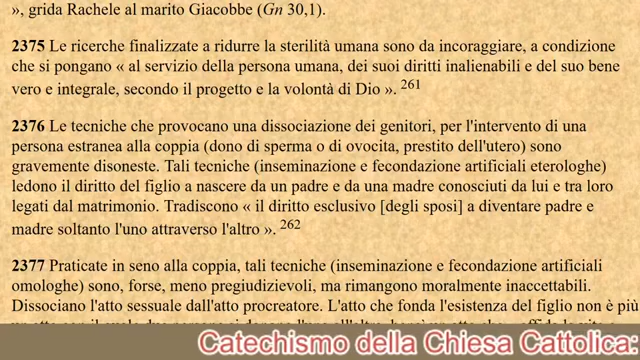 », grida Rachele al marito Giacobbe (Gn 30,1).
2375 Le ricerche finalizzate a ridurre la sterilità umana sono da incoraggiare, a condizione
che si pongano « al servizio della persona umana, dei suoi diritti inalienabili e del suo bene
vero e integrale, secondo il progetto e la volontà di Dio ». 261
2376 Le tecniche che provocano una dissociazione dei genitori, per l'intervento di una
persona estranea alla coppia (dono di sperma o di ovocita, prestito dell'utero) sono
gravemente disoneste. Tali tecniche (inseminazione e fecondazione artificiali eterologhe)
ledono il diritto del figlio a nascere da un padre e da una madre conosciuti da lui e tra loro
legati dal matrimonio. Tradiscono « il diritto esclusivo [degli sposi] a diventare padre e
madre soltanto l'uno attraverso l'altro ». 262
2377 Praticate in seno alla coppia, tali tecniche (inseminazione e fecondazione artificiali
omologhe) sono, forse, meno pregiudizievoli, ma rimangono moralmente inaccettabili.
Dissociano l'atto sessuale dall'atto procreatore. L'atto che fonda l'esistenza del figlio non è più
Catechismo della Chiesa Cattolica: